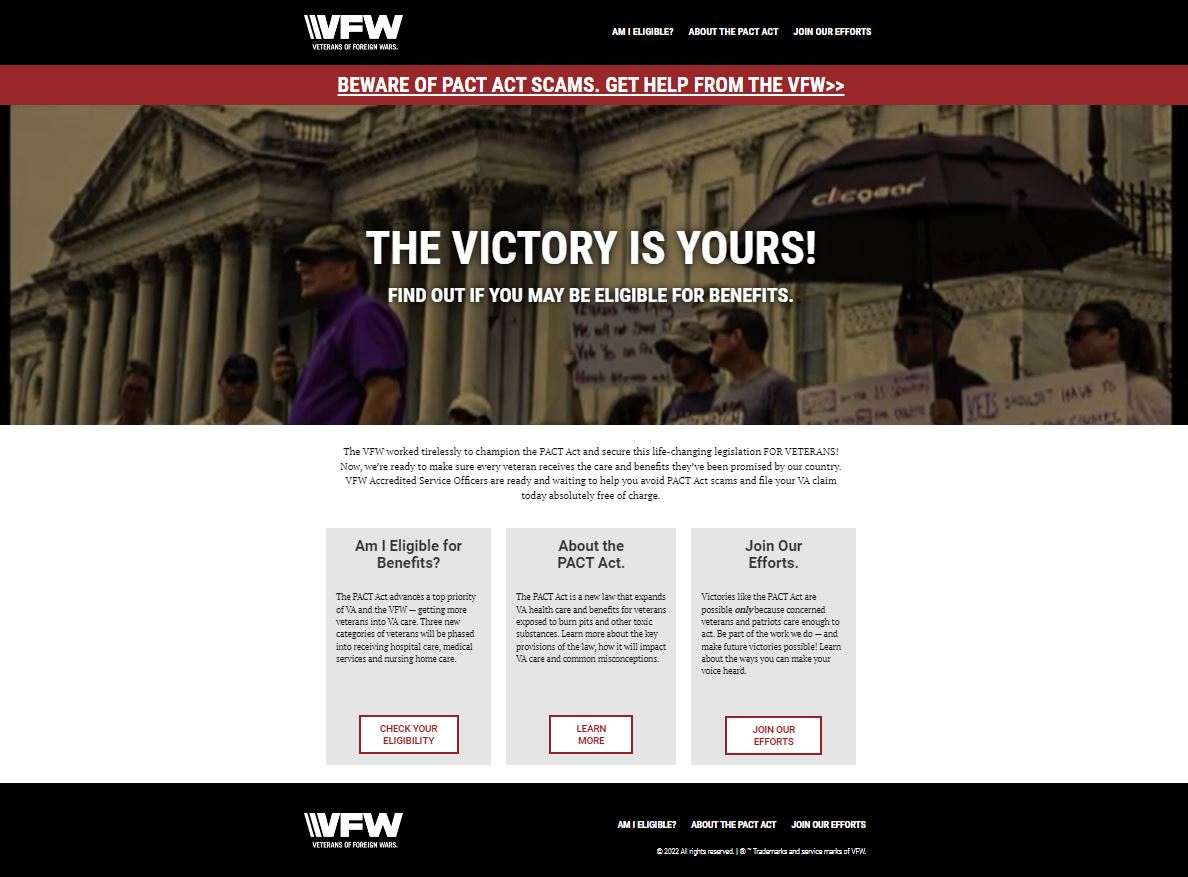 VFW
VETERANS OF FOREIGN WARS.
AM I ELIGIBLE? ABOUT THE PACT ACT JOIN OUR EFFORTS
BEWARE OF PACT ACT SCAMS. GET HELP FROM THE VFW>>
clicgear
THE VICTORY IS YOURS!
FIND OUT IF YOU MAY BE ELIGIBLE FOR BENEFITS.
We will not
Vote
VETS SHOULDN'T HAVE TO
The VFW worked tirelessly to champion the PACT Act and secure this life-changing legislation FOR VETERANS!
Now, we're ready to make sure every veteran receives the care and benefits they've been promised by our country.
VFW Accredited Service Officers are ready and waiting to help you avoid PACT Act scams and file your VA claim
today absolutely free of charge.
Am I Eligible for
Benefits?
The PACT Act advances a top priority
of VA and the VFW — getting more
veterans into VA care. Three new
categories of veterans will be phased
into receiving hospital care, medical
services and nursing home care.
CHECK YOUR
ELIGIBILITY
About the
PACT Act.
The PACT Act is a new law that expands
VA health care and benefits for veterans
exposed to burn pits and other toxic
substances. Learn more about the key
provisions of the law, how it will impact
VA care and common misconceptions.
LEARN
MORE
Join Our
Efforts.
Victories like the PACT Act are
possible only because concerned
veterans and patriots care enough to
act. Be part of the work we do — and
make future victories possible! Learn
about the ways you can make your
voice heard.
JOIN OUR
EFFORTS
VFW
VETERANS OF FOREIGN WARS.
AM I ELIGIBLE? ABOUT THE PACT ACT JOIN OUR EFFORTS
© 2022 All rights reserved. | ® ™ Trademarks and service marks of VFW.